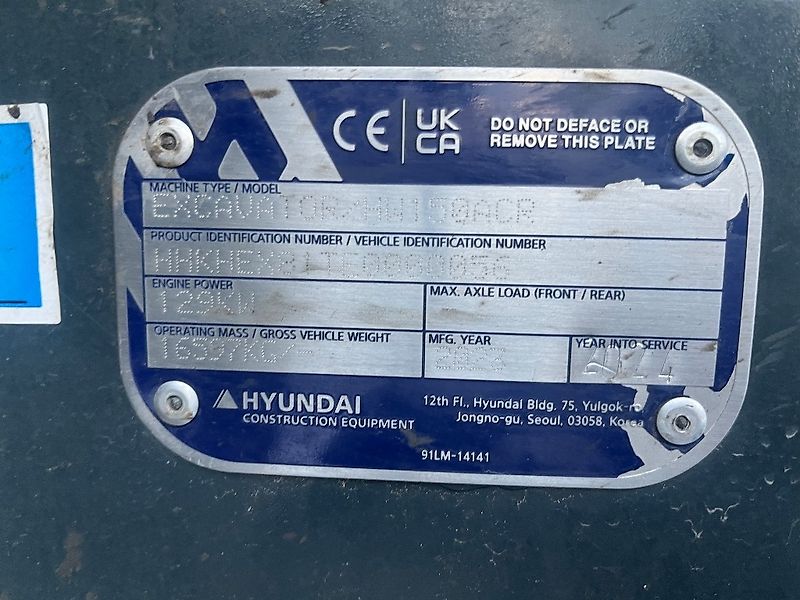 CE UK CA
DO NOT DEFACE OR
REMOVE THIS PLATE
MACHINE TYPE / MODEL
EXCAVATOR/HW150ACR
PRODUCT IDENTIFICATION NUMBER / VEHICLE IDENTIFICATION NUMBER
ENGINE POWER
129KW
MAX. AXLE LOAD (FRONT / REAR)
OPERATING MASS / GROSS VEHICLE WEIGHT
16597KG/-
MFG. YEAR
2023
YEAR INTO SERVICE
HYUNDAI
CONSTRUCTION EQUIPMENT
12th Fl., Hyundai Bldg. 75, Yulgok-ro
Jongno-gu, Seoul, 03058, Korea
91LM-14141